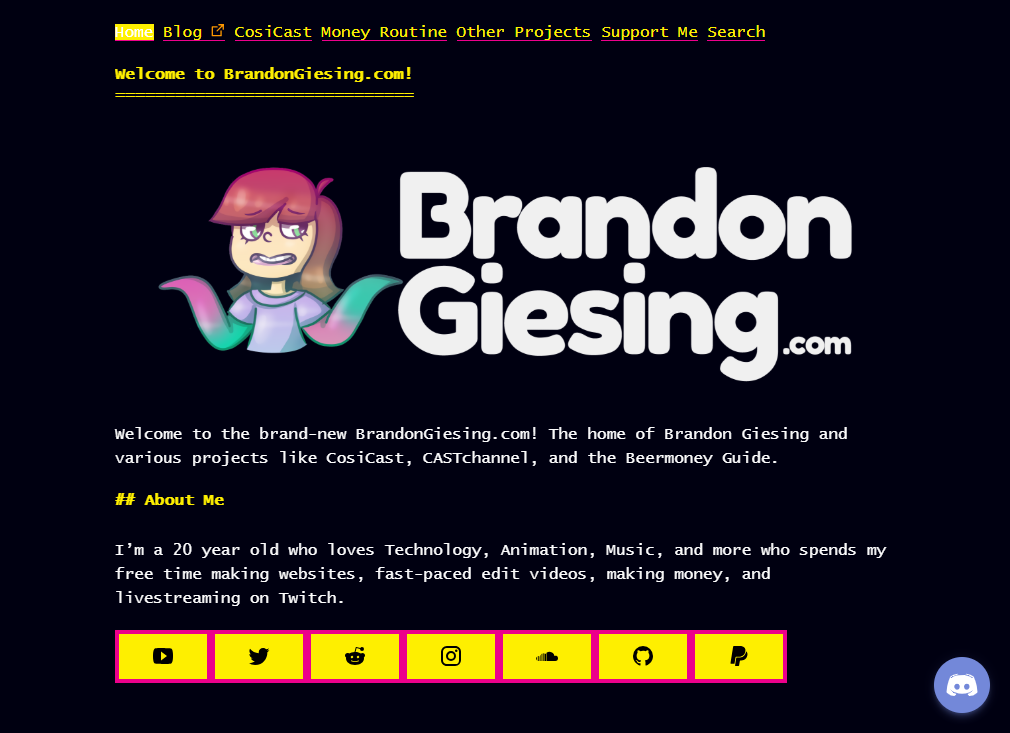 Home Blog CosiCast Money Routine Other Projects Support Me Search
Welcome to BrandonGiesing.com!
==============================
Brandon
Giesing.com
Welcome to the brand-new BrandonGiesing.com! The home of Brandon Giesing and
various projects like CosiCast, CASTchannel, and the Beermoney Guide.
## About Me
I’m a 20 year old who loves Technology, Animation, Music, and more who spends my
free time making websites, fast-paced edit videos, making money, and
livestreaming on Twitch.